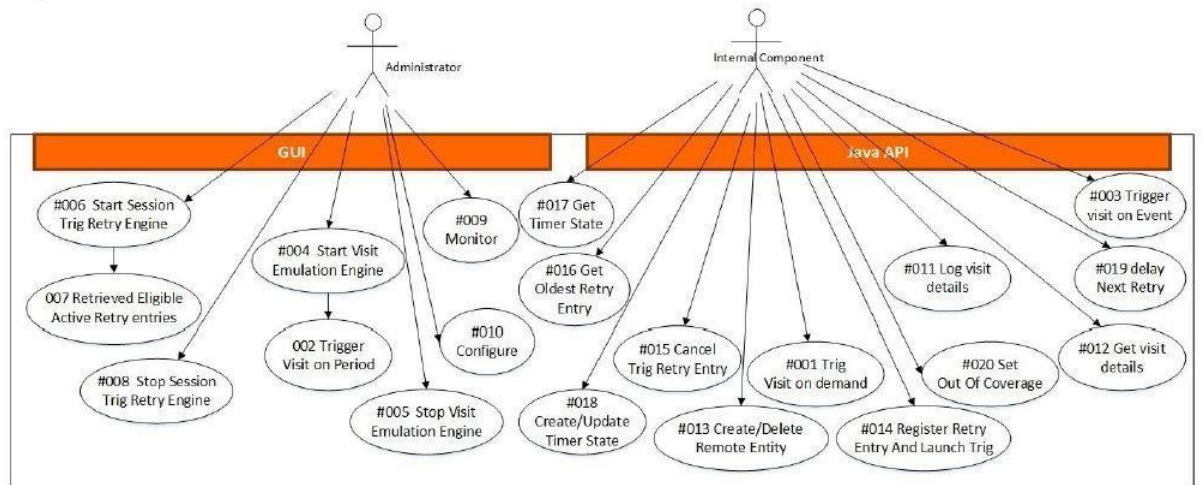 Administrator
Internal Component
GUI
Java API
#006 Start Session
Trig Retry Engine
007 Retrieved Eligible
Active Retry entries
#008 Stop Session
Trig Retry Engine
#004 Start Visit
Emulation Engine
002 Trigger
Visit on Period
#005 Stop Visit
Emulation Engine
#009
Monitor
#010
Configure
#017 Get
Timer State
#016 Get
Oldest Retry
Entry
#018
Create/Update
Timer State
#015 Cancel
Trig Retry Entry
#013 Create/Delete
Remote Entity
#001 Trig
Visit on demand
#014 Register Retry
Entry And Launch Trig
#011 Log visit
details
#020 Set
Out Of Coverage
#003 Trigger
visit on Event
#019 delay
Next Retry
#012 Get visit
details